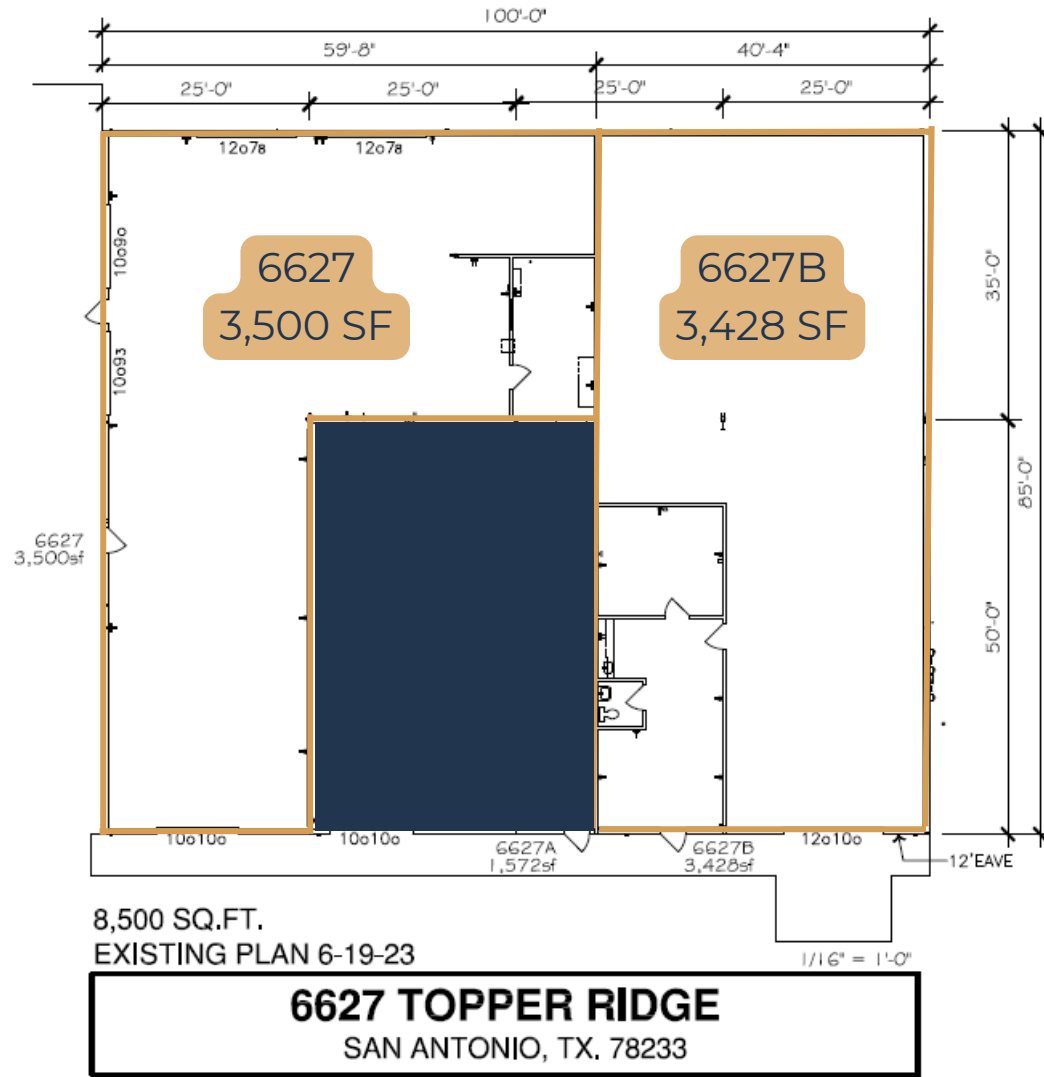 100'-0"
59'-8"
40'-4"
25'-0"
25'-0"
25'-0"
25'-0"
12o78
12o78
10o9o
10o93
6627
3,500 SF
6627B
3,428 SF
35'-0"
85'-0"
50'-0"
6627
3,500sf
10o10o
10o10o
6627A
1,572sf
6627B
3,428sf
12o10o
12'EAVE
8,500 SQ.FT.
EXISTING PLAN 6-19-23
1/16" = 1'-0"
6627 TOPPER RIDGE
SAN ANTONIO, TX. 78233